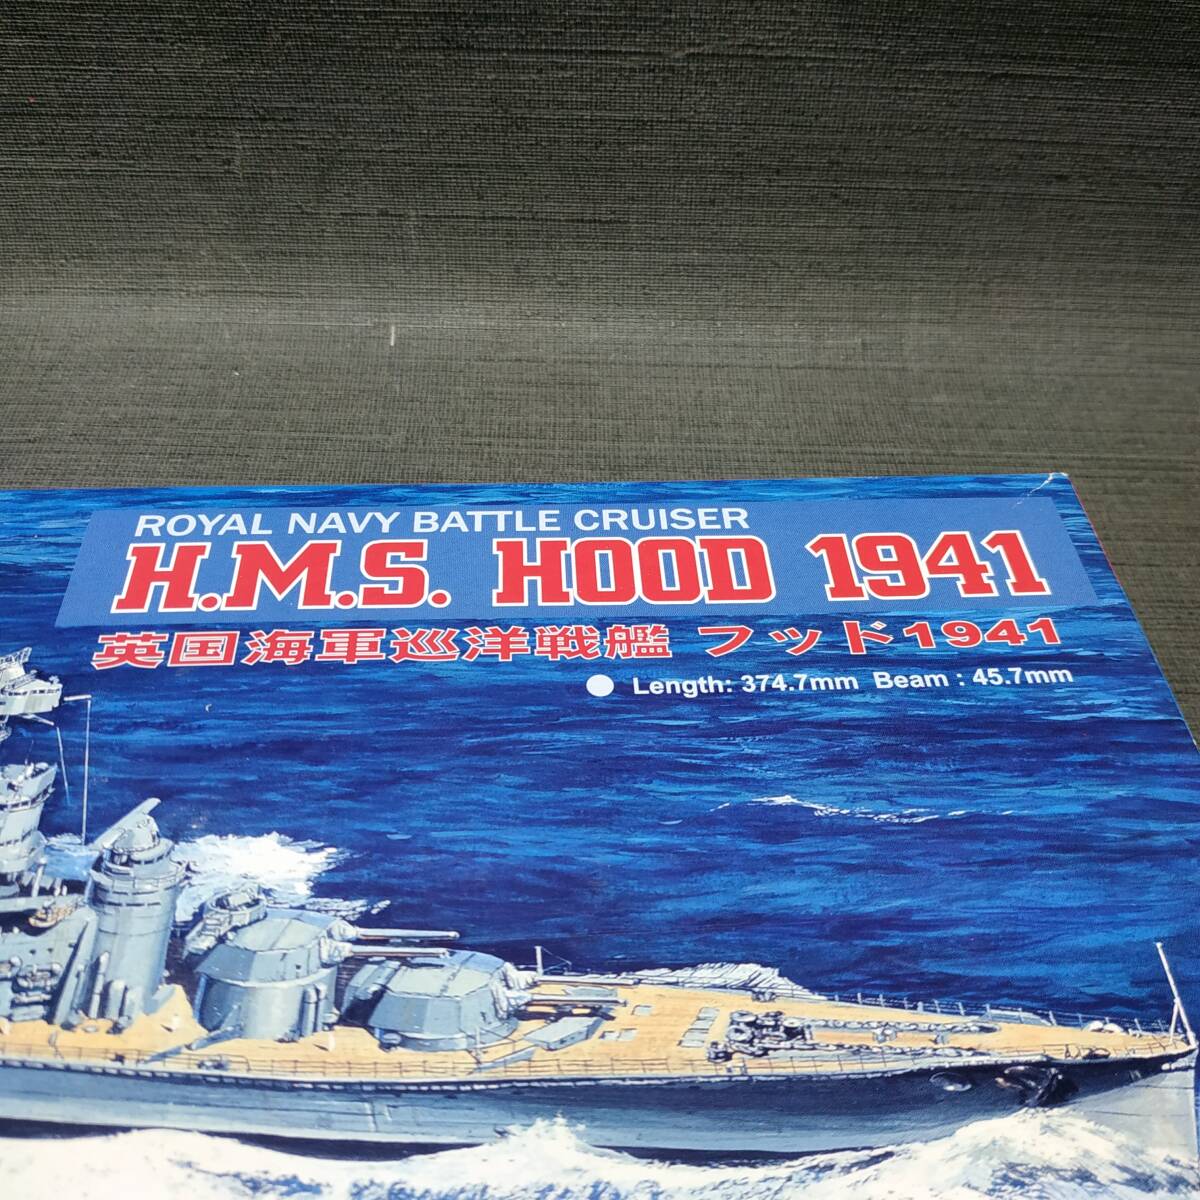 ROYAL NAVY BATTLE CRUISER
H.M.S. HOOD 1941
英国海軍巡洋戦艦 フッド1941
● Length: 374.7mm Beam : 45.7mm